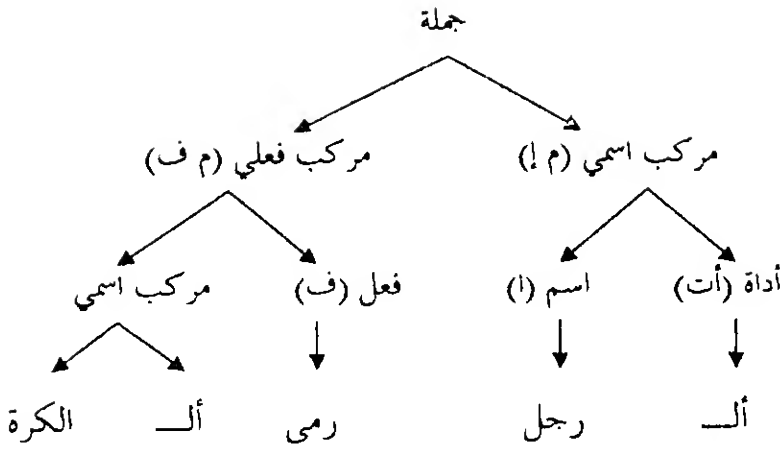 جملة
مركب اسمي (م إ) مركب فعلي (م ف)
أداة (أت) اسم (ا) فعل (ف) مركب اسمي
ألـــ رجل رمى ألـــ الكرة